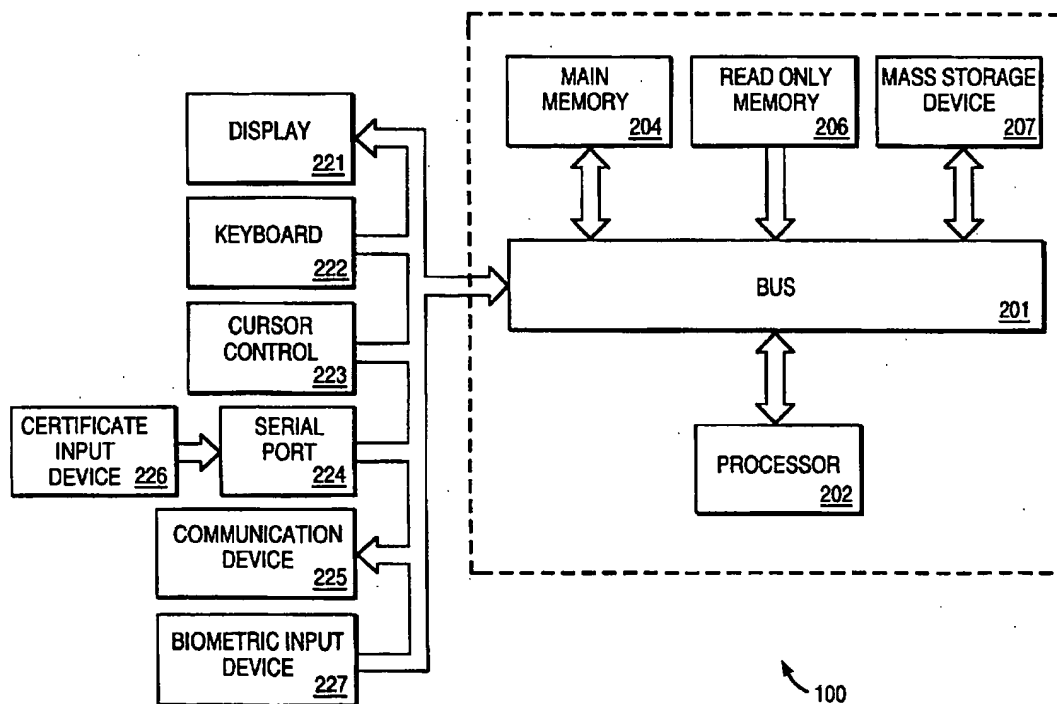 MAIN
MEMORY
204
READ ONLY
MEMORY
206
MASS STORAGE
DEVICE
207
DISPLAY
221
KEYBOARD
222
CURSOR
CONTROL
223
CERTIFICATE
INPUT
DEVICE
226
SERIAL
PORT
224
COMMUNICATION
DEVICE
225
BIOMETRIC INPUT
DEVICE
227
BUS
201
PROCESSOR
202
100